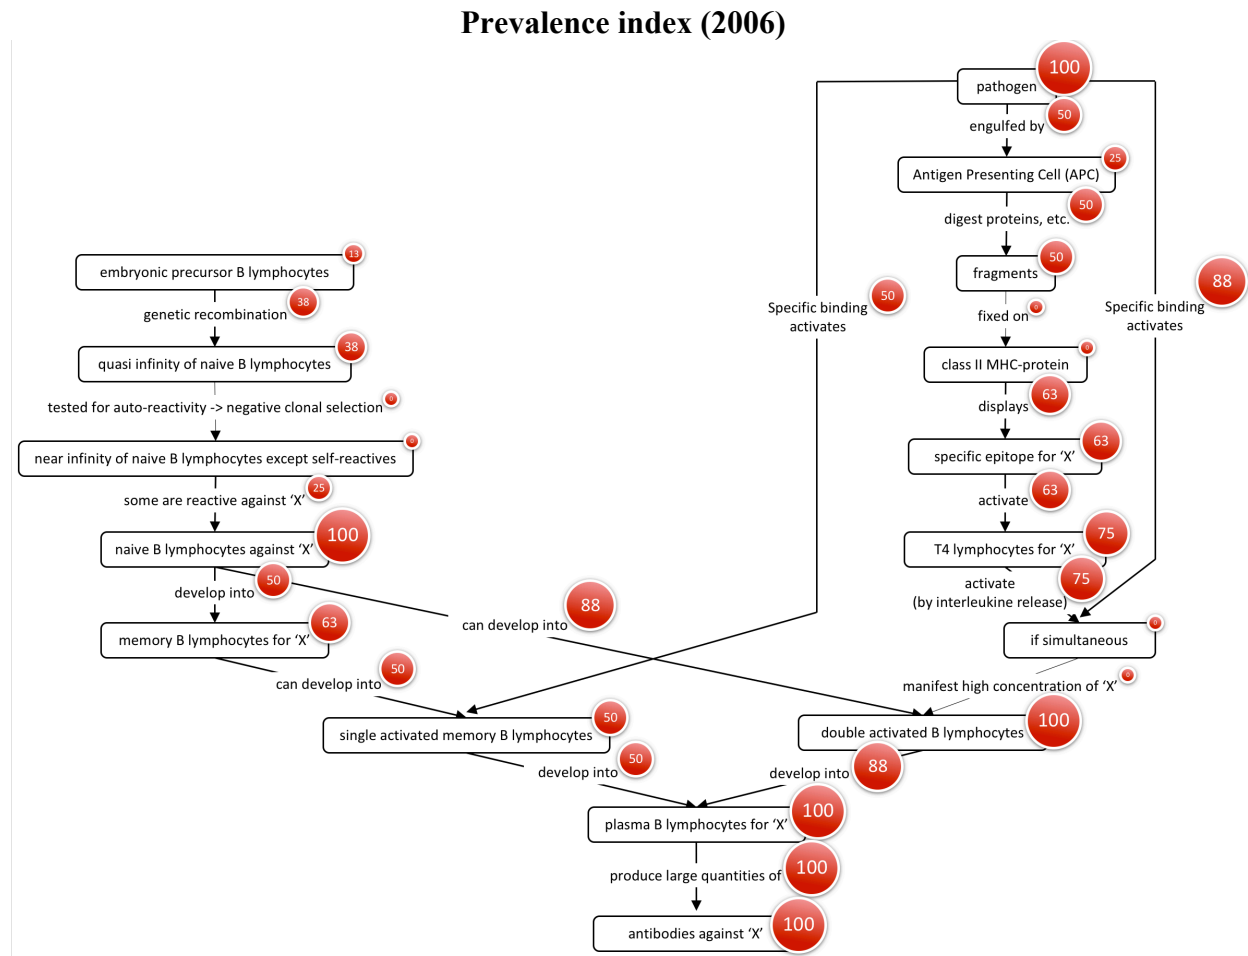 Prevalence index (2006)
100
pathogen
50
engulfed by
25
Antigen Presenting Cell (APC)
50
digest proteins, etc.
13
embryonic precursor B lymphocytes
50
fragments
88
38
genetic recombination
50
Specific binding
activates
0
fixed on
Specific binding
activates
38
quasi infinity of naive B lymphocytes
0
class II MHC-protein
63
displays
tested for auto-reactivity -> negative clonal selection
0
0
near infinity of naive B lymphocytes except self-reactives
63
specific epitope for ‘X’
25
some are reactive against ‘X’
63
activate
100
naive B lymphocytes against ‘X’
75
T4 lymphocytes for ‘X’
50
develop into
75
activate
(by interleukine release)
88
can develop into
63
memory B lymphocytes for ‘X’
0
if simultaneous
50
can develop into
0
manifest high concentration of ‘X’
50
single activated memory B lymphocytes
100
double activated B lymphocytes
50
develop into
88
develop into
100
plasma B lymphocytes for ‘X’
100
produce large quantities of
100
antibodies against ‘X’